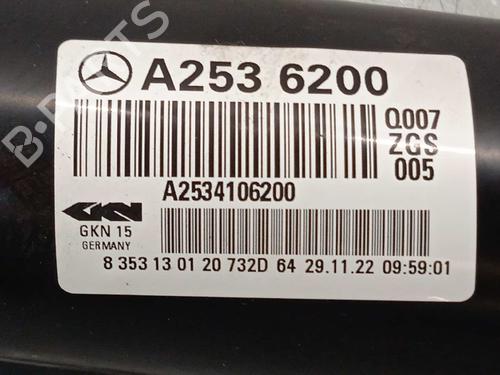 A253 6200
Q007
ZGS
005
A2534106200
GKN
GKN 15
GERMANY
8 353 13 01 20 732D 64 29.11.22 09:59:01
B-PARTS